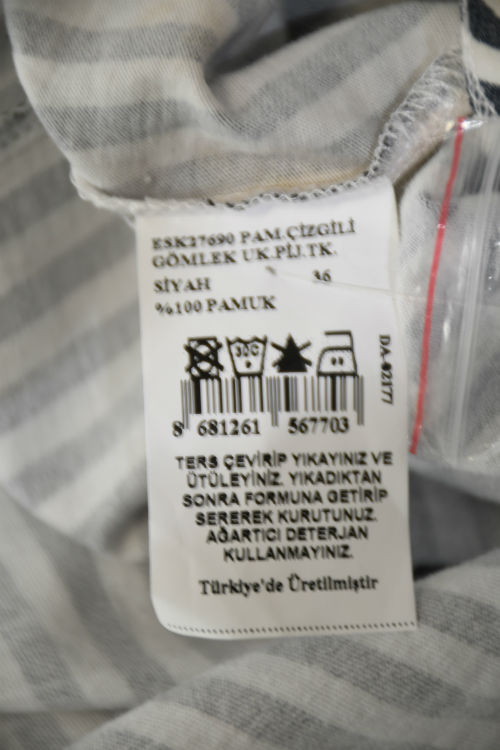 ESK27690 PAM.ÇİZGİLİ
GÖMLEK UK.PİJ.TK.
SİYAH 36
%100 PAMUK
30C
DA-82177
8 681261 567703
TERS ÇEVİRİP YIKAYINIZ VE
ÜTÜLEYİNİZ. YIKADIKTAN
SONRA FORMUNA GETİRİP
SEREREK KURUTUNUZ.
AĞARTICI DETERJAN
KULLANMAYINIZ.
Türkiye'de Üretilmiştir